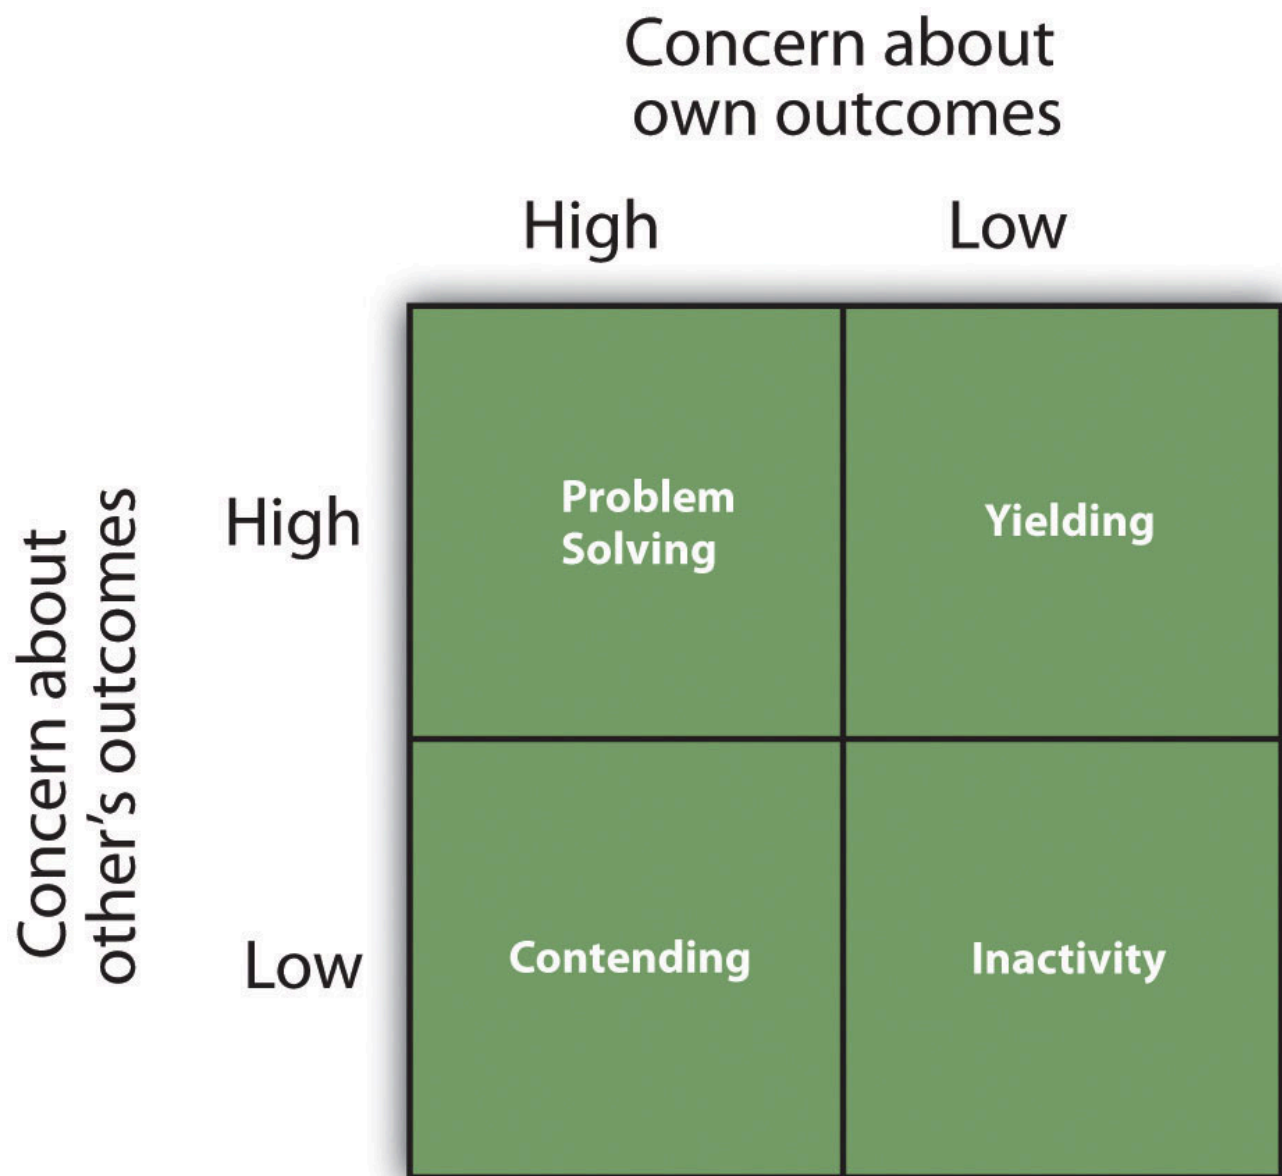 Concern about
own outcomes
High
Low
Concern about
other's outcomes
High
Problem
Solving
Yielding
Low
Contending
Inactivity